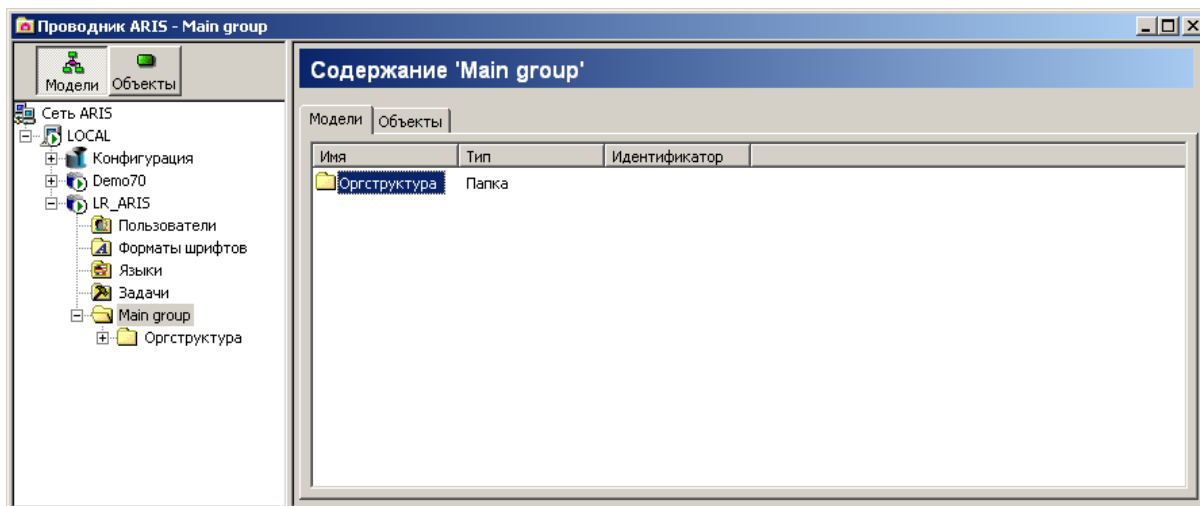 Проводник ARIS - Main group
Модели Объекты
Сеть ARIS
LOCAL
Конфигурация
Demo70
LR_ARIS
Пользователи
Форматы шрифтов
Языки
Задачи
Main group
Оргструктура
Содержание 'Main group'
Модели Объекты
Имя Тип Идентификатор
Оргструктура Папка